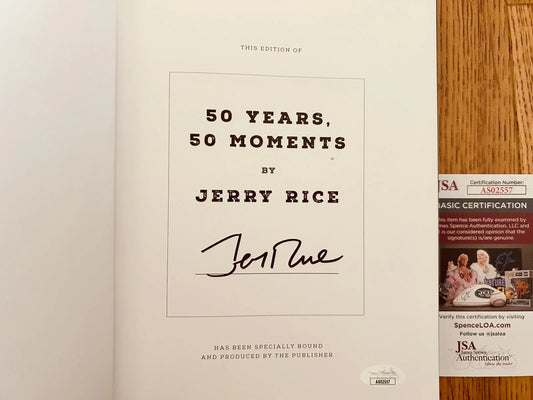 THIS EDITION OF
50 YEARS,
50 MOMENTS
BY
JERRY RICE
Jerry Rice
HAS BEEN SPECIALLY BOUND
AND PRODUCED BY THE PUBLISHER
AS02557
JSA
Certification Number:
AS02557
BASIC CERTIFICATION
This item has been fully examined by
James Spence Authentication, LLC and
it is our considered opinion that the
signature(s) is/are genuine.
Verify this certification by visiting
SpenceLOA.com
Follow us @jsaloa
JSA
James Spence
Authentication